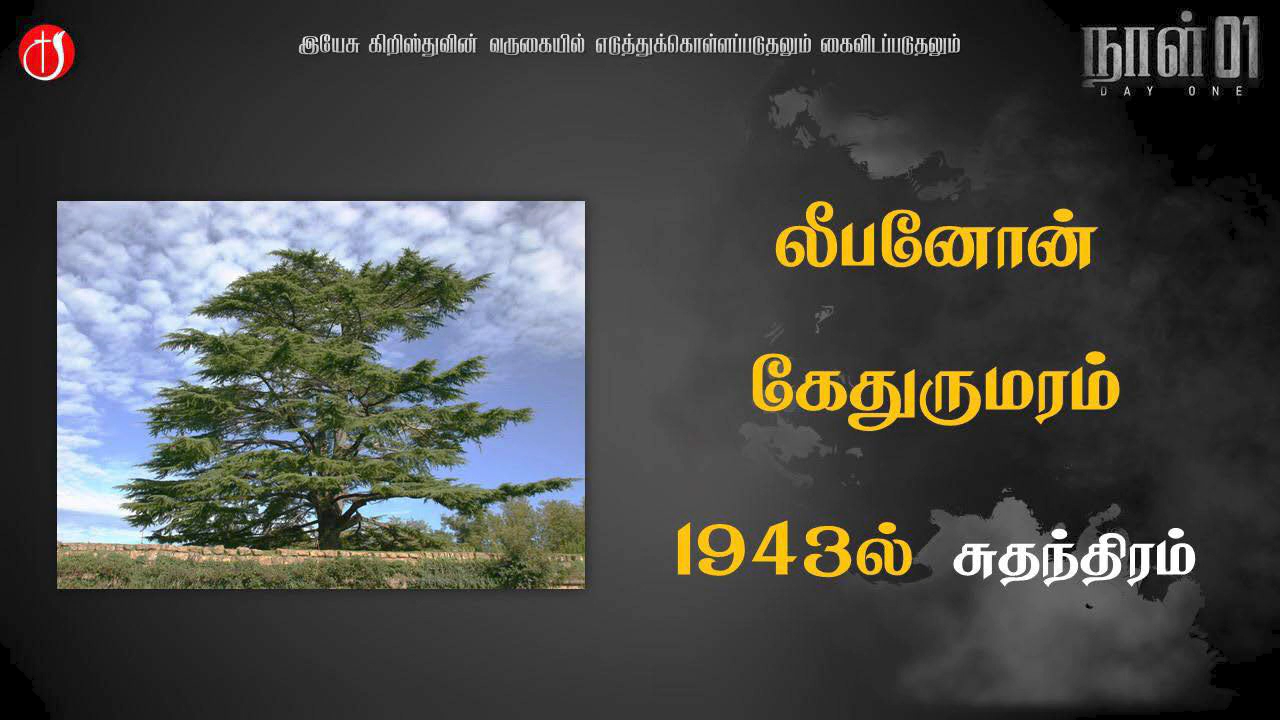 இயேசு கிறிஸ்துவின் வருகையில் எடுத்துக்கொள்ளப்படுதலும் கைவிடப்படுதலும்
நாள் 01
DAY ONE
லீபனோன்
கேதுருமரம்
1943ல் சுதந்திரம்